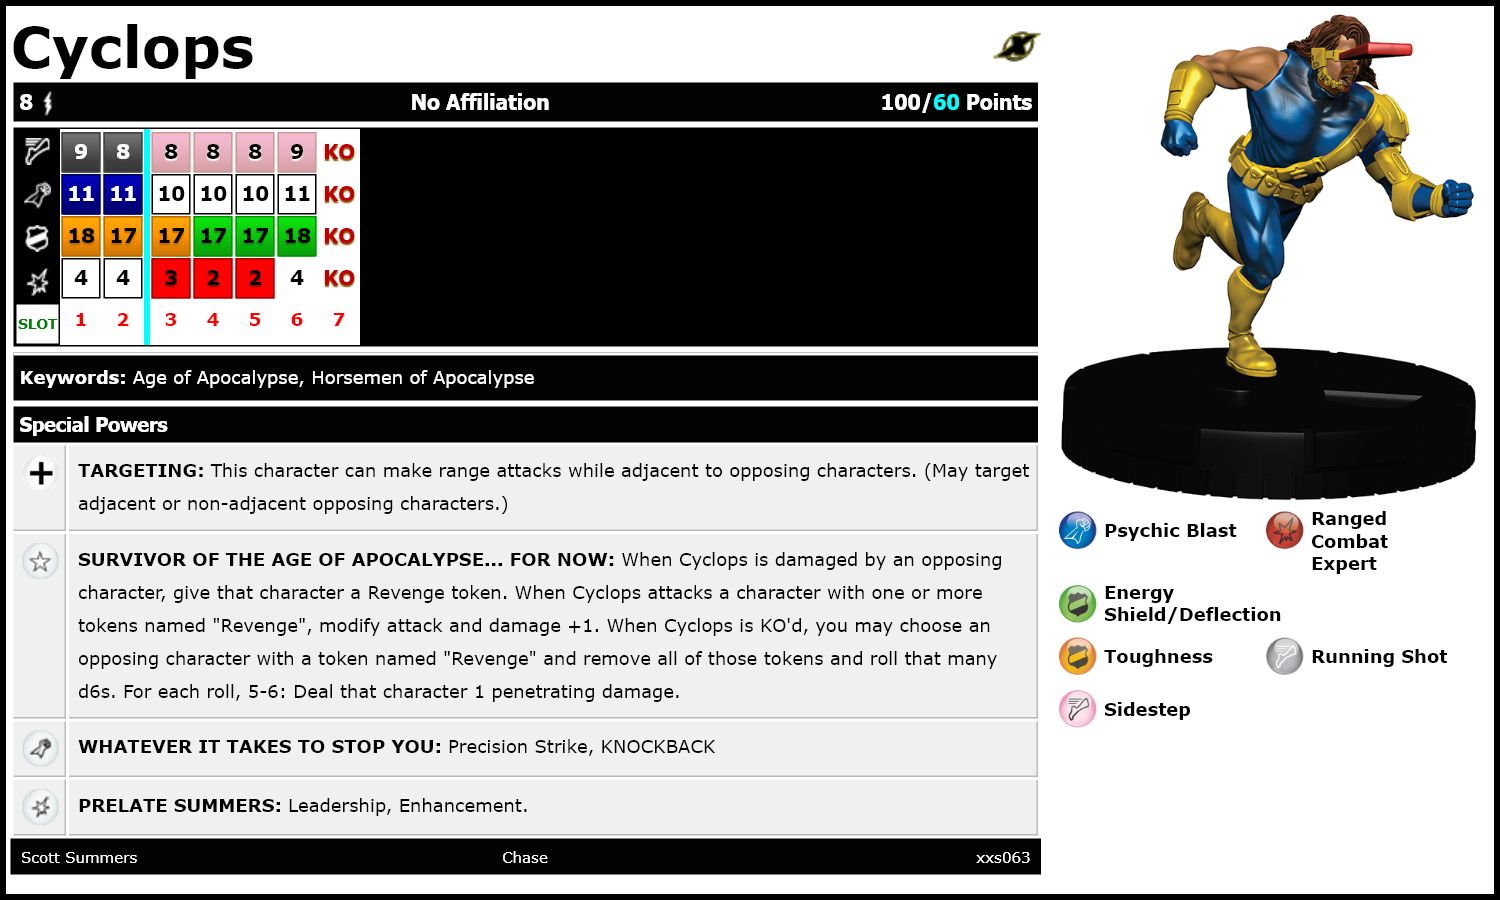 Cyclops
8 No Affiliation 100/60 Points
9 8 8 8 8 9 KO
11 11 10 10 10 11 KO
18 17 17 17 17 18 KO
4 4 3 2 2 4 KO
SLOT 1 2 3 4 5 6 7
Keywords: Age of Apocalypse, Horsemen of Apocalypse
Special Powers
TARGETING: This character can make range attacks while adjacent to opposing characters. (May target
adjacent or non-adjacent opposing characters.)
SURVIVOR OF THE AGE OF APOCALYPSE... FOR NOW: When Cyclops is damaged by an opposing
character, give that character a Revenge token. When Cyclops attacks a character with one or more
tokens named "Revenge", modify attack and damage +1. When Cyclops is KO'd, you may choose an
opposing character with a token named "Revenge" and remove all of those tokens and roll that many
d6s. For each roll, 5-6: Deal that character 1 penetrating damage.
WHATEVER IT TAKES TO STOP YOU: Precision Strike, KNOCKBACK
PRELATE SUMMERS: Leadership, Enhancement.
Scott Summers Chase xxs063
Psychic Blast
Ranged
Combat
Expert
Energy
Shield/Deflection
Toughness
Running Shot
Sidestep